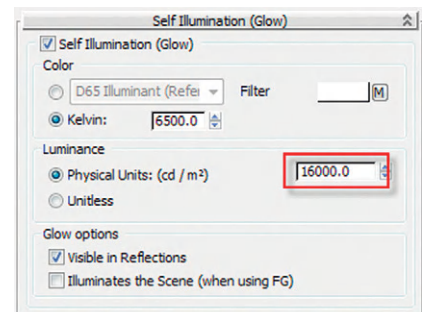 Self Illumination (Glow)
Self Illumination (Glow)
Color
D65 Illuminant (Refe Filter M
Kelvin: 6500.0
Luminance
Physical Units: (cd / m²) 16000.0
Unitless
Glow options
Visible in Reflections
Illuminates the Scene (when using FG)